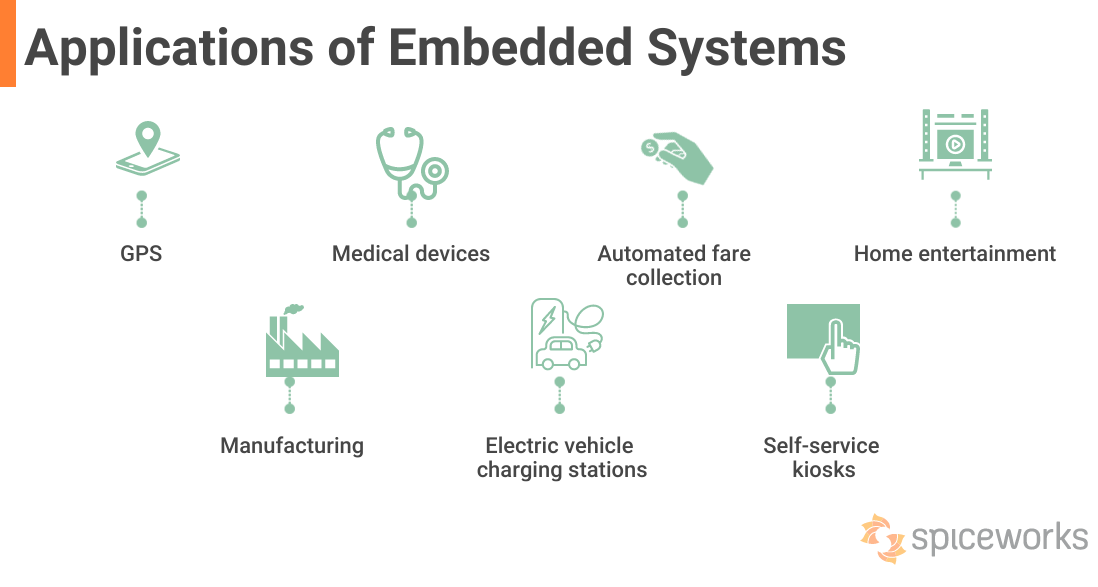 Applications of Embedded Systems
$
GPS
Medical devices
Automated fare
collection
Home entertainment
Manufacturing
Electric vehicle
charging stations
Self-service
kiosks
spiceworks